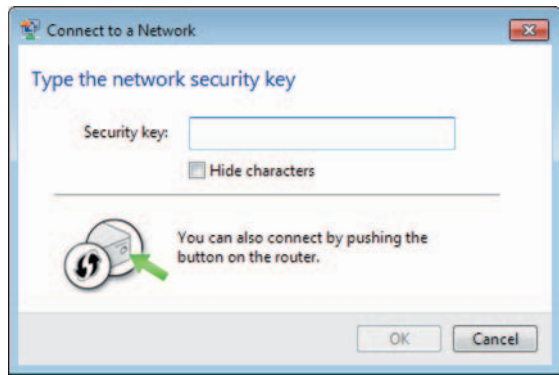 Connect to a Network
Type the network security key
Security key:
Hide characters
You can also connect by pushing the
button on the router.
OK
Cancel